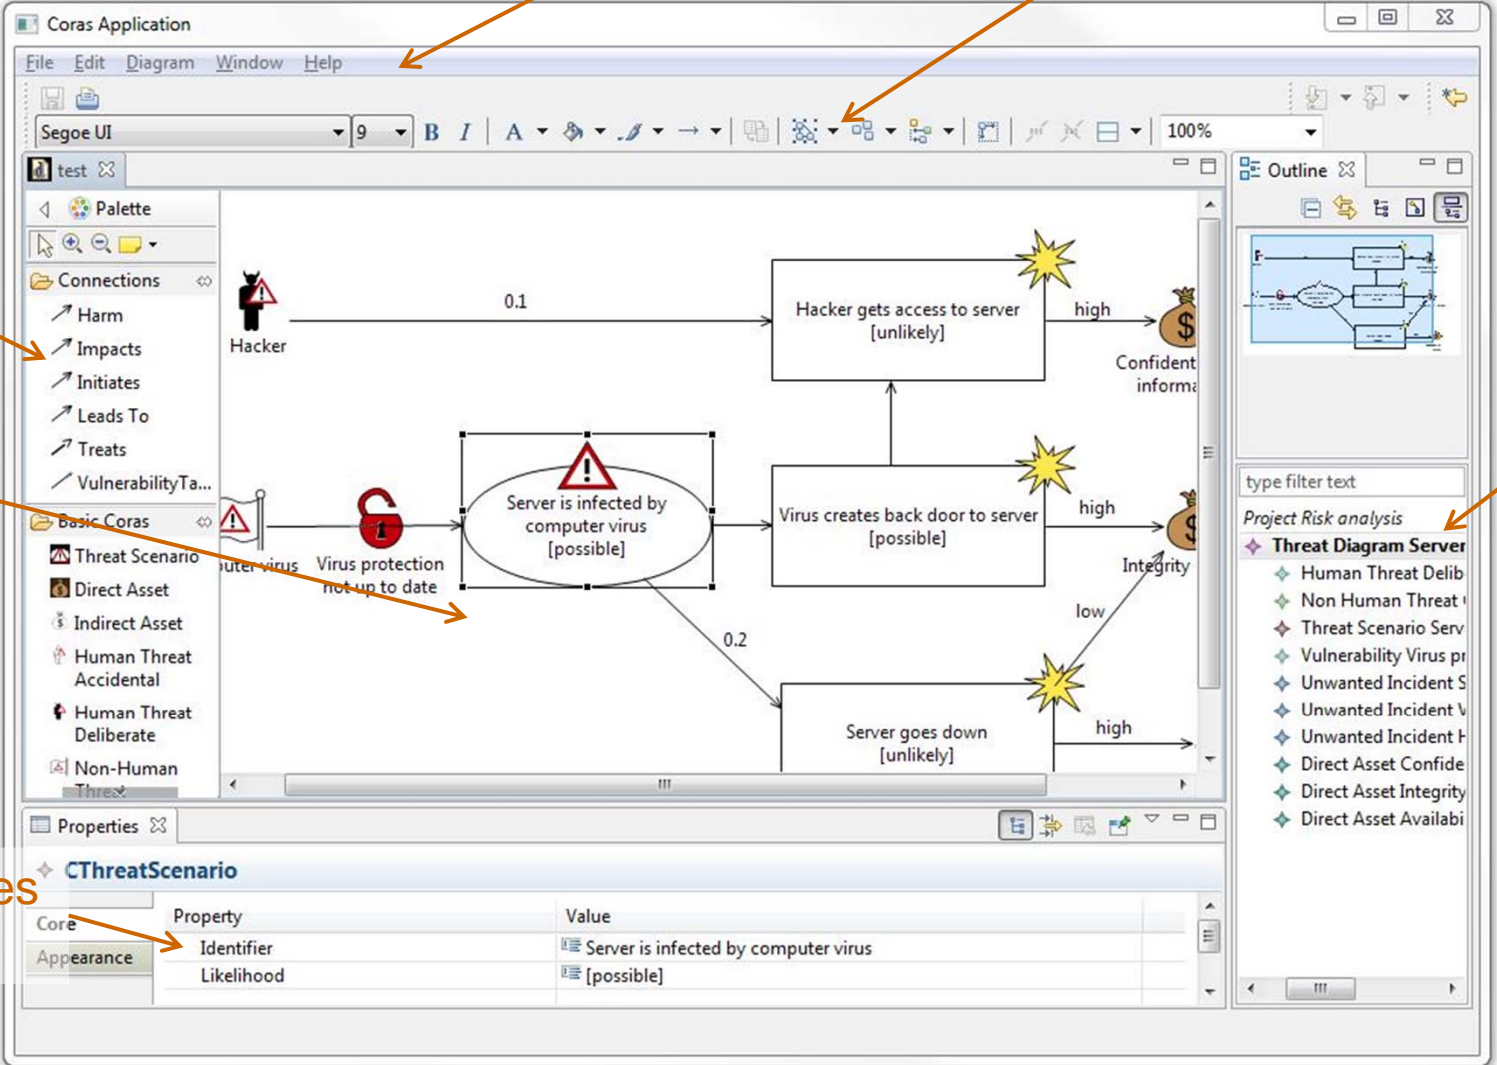 Coras Application
File Edit Diagram Window Help
Segoe UI 9 B I A 100%
test
Palette
Connections
Harm
Impacts
Initiates
Leads To
Treats
VulnerabilityTa...
Basic Coras
Threat Scenario
Direct Asset
Indirect Asset
Human Threat
Accidental
Human Threat
Deliberate
Non-Human
Threat
Hacker
0.1
Hacker gets access to server
[unlikely]
high
Confident
informa
uter virus
Virus protection
not up to date
Server is infected by
computer virus
[possible]
Virus creates back door to server
[possible]
high
Integrity
low
0.2
Server goes down
[unlikely]
high
Outline
type filter text
Project Risk analysis
Threat Diagram Server
Human Threat Delib
Non Human Threat
Threat Scenario Serv
Vulnerability Virus pr
Unwanted Incident S
Unwanted Incident V
Unwanted Incident H
Direct Asset Confide
Direct Asset Integrity
Direct Asset Availabi
Properties
CThreatScenario
es
Core
Appearance
Property Value
Identifier Server is infected by computer virus
Likelihood [possible]